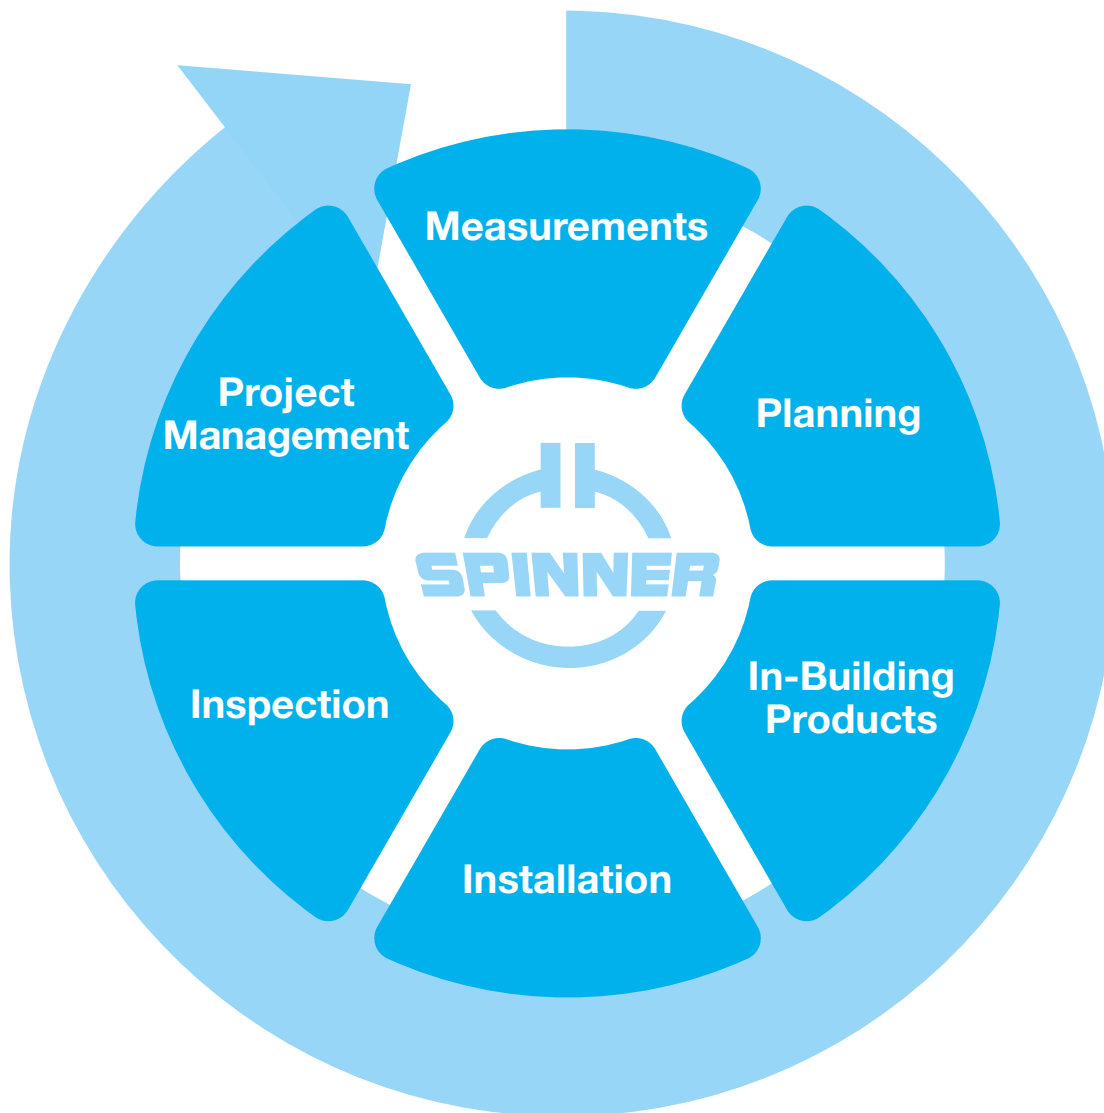 Measurements
Planning
In-Building
Products
Installation
Inspection
Project
Management
SPINNER